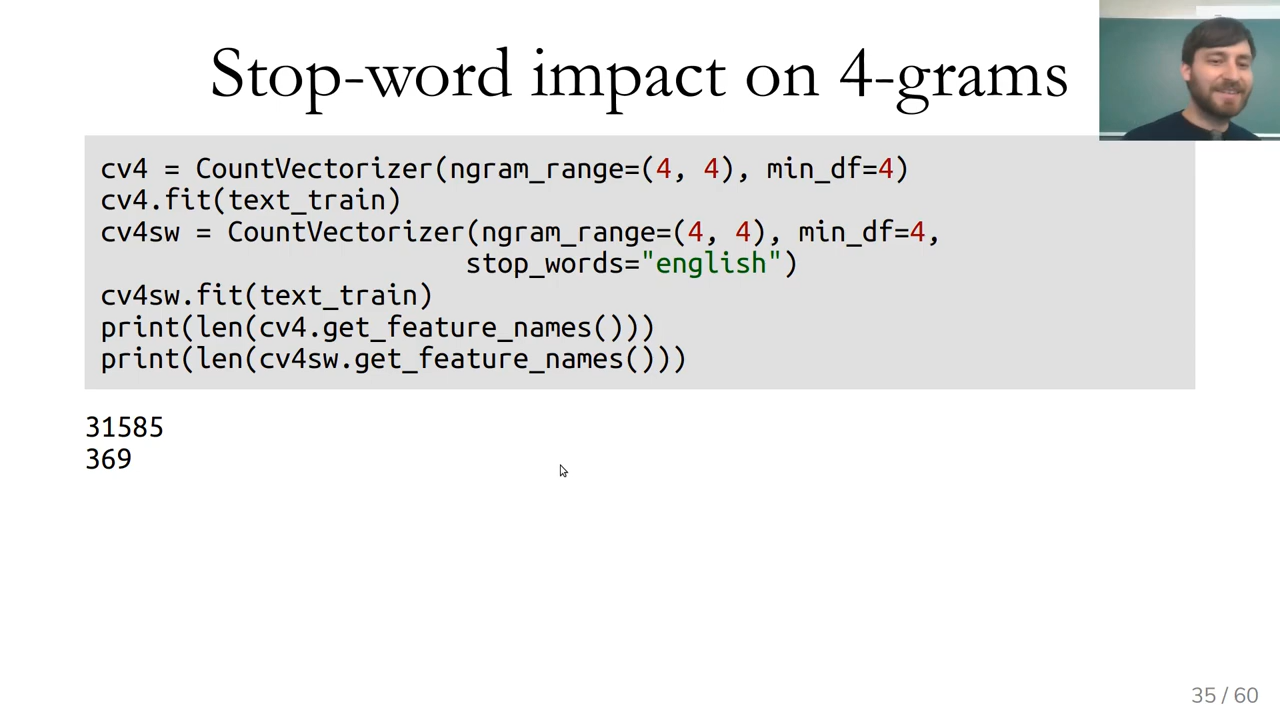 Stop-word impact on 4-grams
cv4 = CountVectorizer(ngram_range=(4, 4), min_df=4)
cv4.fit(text_train)
cv4sw = CountVectorizer(ngram_range=(4, 4), min_df=4,
                       stop_words="english")
cv4sw.fit(text_train)
print(len(cv4.get_feature_names()))
print(len(cv4sw.get_feature_names()))
31585
369
35 / 60